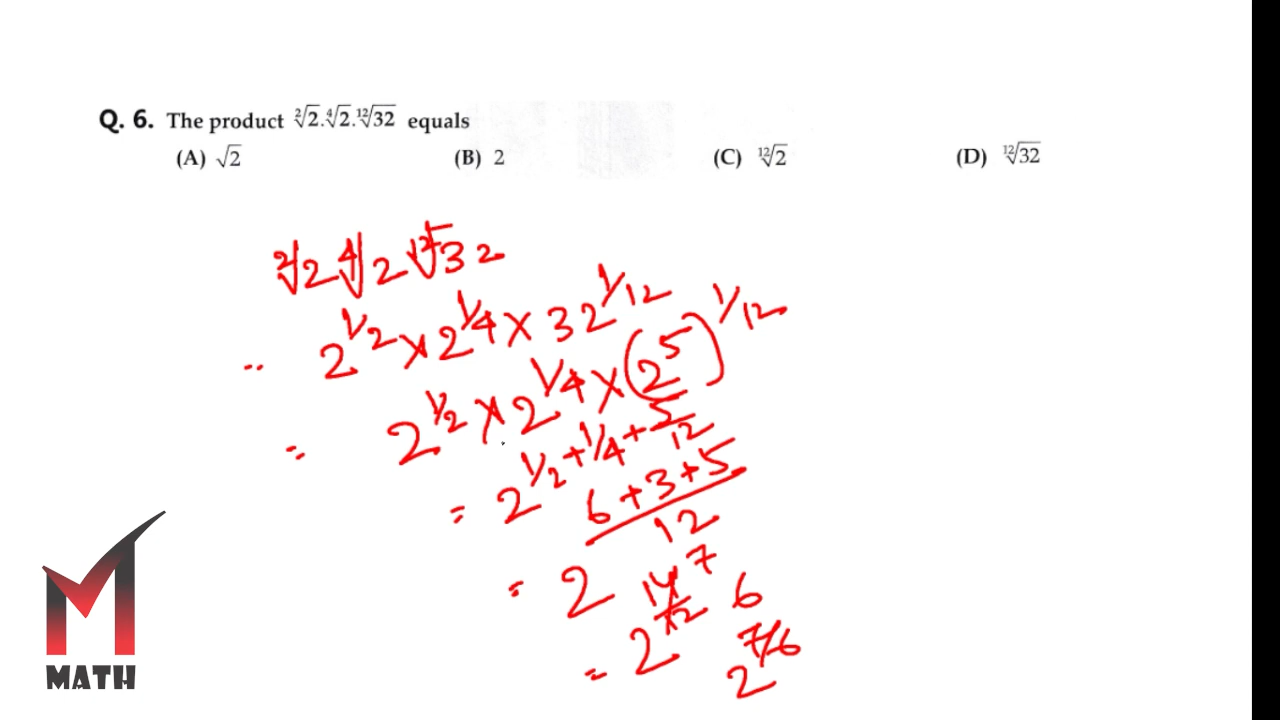 Q. 6. The product ²√2.⁴√2.¹²√32 equals
(A) √2 (B) 2 (C) ¹²√2 (D) ¹²√32
²√2 ⁴√2 ¹²√32
2^1/2 × 2^1/4 × 32^1/12
= 2^1/2 × 2^1/4 × (2^5)^1/12
= 2^1/2 + 1/4 + 5/12
6 + 3 + 5
12
= 2
= 2^14/12 7 6
2^7/6
MATH